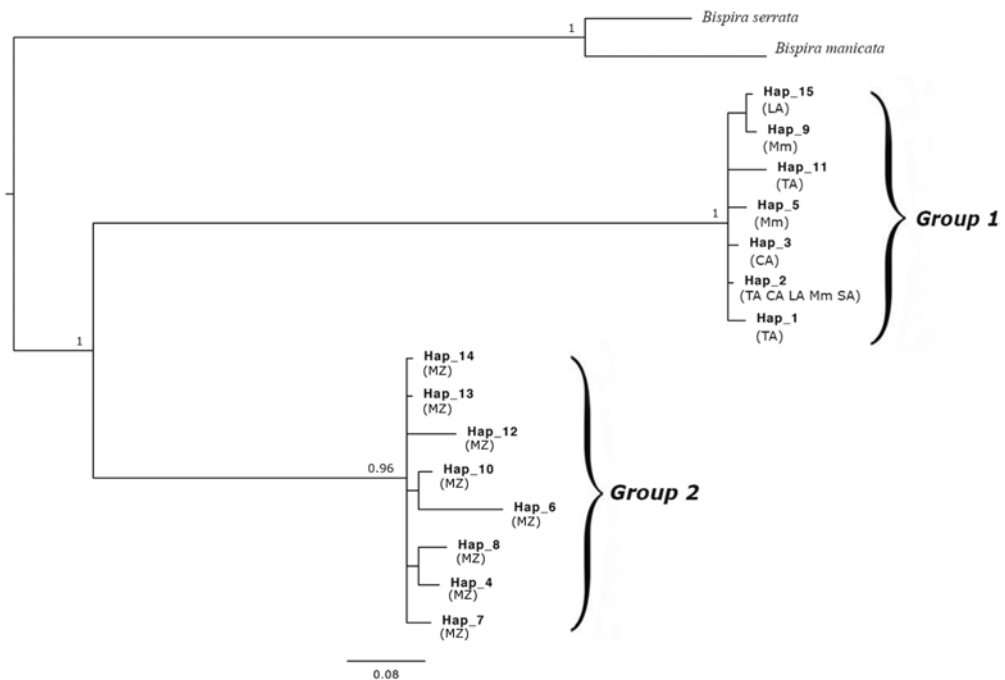 1
Bispira serrata
Bispira manicata
Hap_15
(LA)
Hap_9
(Mm)
Hap_11
(TA)
1
Hap_5
(Mm)
Group 1
Hap_3
(CA)
Hap_2
(TA CA LA Mm SA)
Hap_1
(TA)
1
Hap_14
(MZ)
Hap_13
(MZ)
Hap_12
(MZ)
0.96
Hap_10
(MZ)
Group 2
Hap_6
(MZ)
Hap_8
(MZ)
Hap_4
(MZ)
Hap_7
(MZ)
0.08